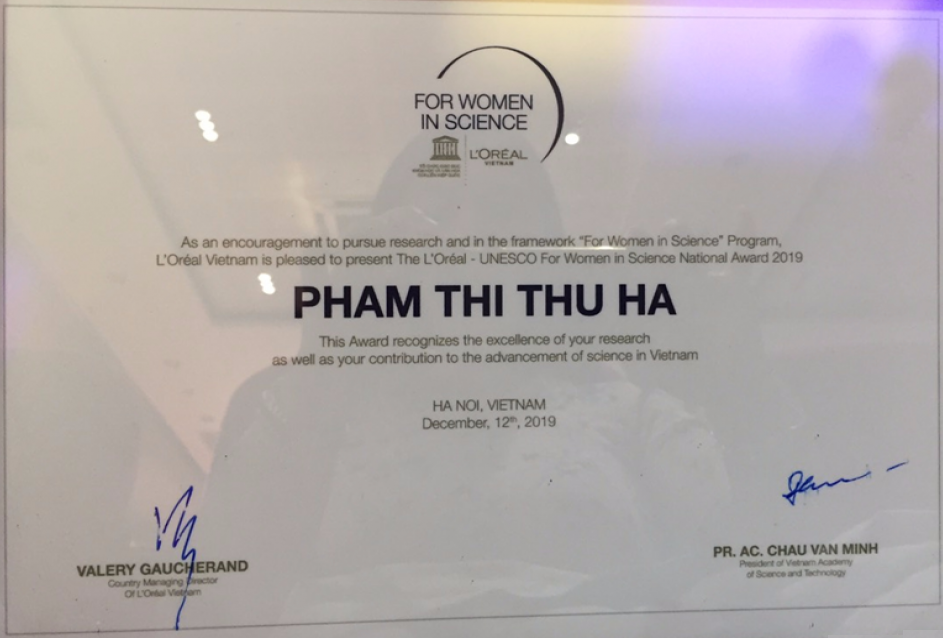 FOR WOMEN
IN SCIENCE
L'ORÉAL
VIETNAM
As an encouragement to pursue research and in the framework "For Women in Science" Program,
L'Oréal Vietnam is pleased to present The L'Oréal - UNESCO For Women in Science National Award 2019
PHAM THI THU HA
This Award recognizes the excellence of your research
as well as your contribution to the advancement of science in Vietnam
HA NOI, VIETNAM
December, 12th, 2019
VALERY GAUCHERAND
Country Managing Director
Of L'Oréal Vietnam
PR. AC. CHAU VAN MINH
President of Vietnam Academy
of Science and Technology